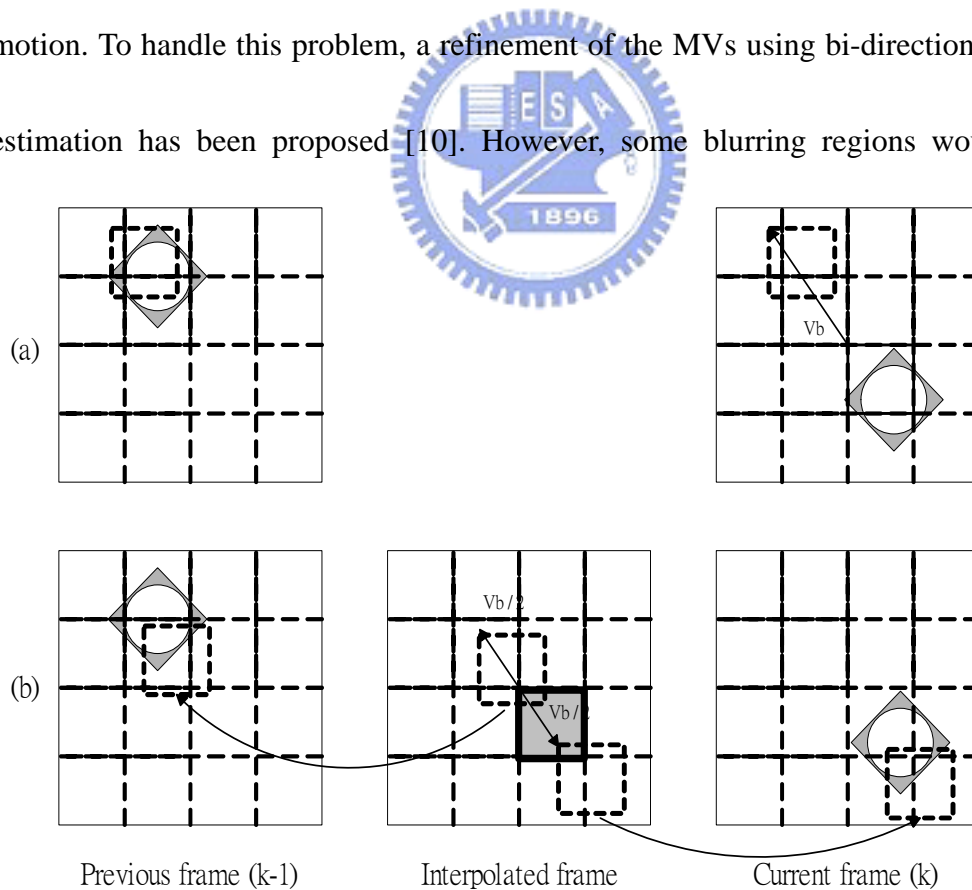 motion. To handle this problem, a refinement of the MVs using bi-direction
estimation has been proposed [10]. However, some blurring regions wo
E S A
1896
(a)
Vb
(b)
Vb / 2
Vb / 2
Previous frame (k-1) Interpolated frame Current frame (k)